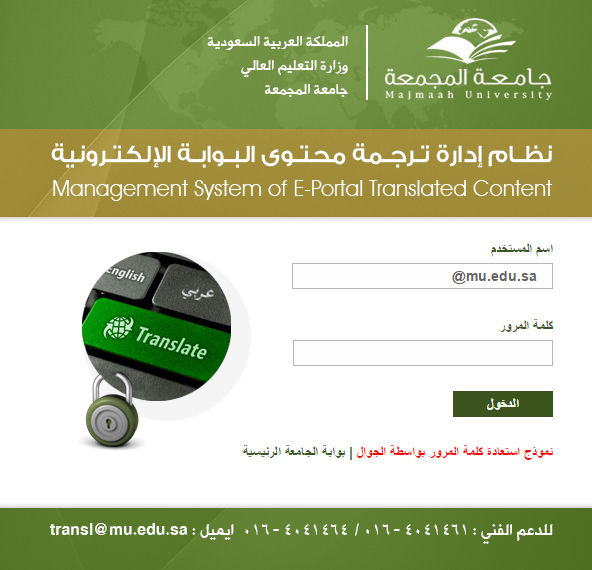 المملكة العربية السعودية
وزارة التعليم العالي
جامعة المجمعة
جامعة المجمعة
Majmaah University
نظام إدارة ترجمة محتوى البوابة الإلكترونية
Management System of E-Portal Translated Content
اسم المستخدم
@mu.edu.sa
كلمة المرور
الدخول
English
عربي
Translate
نموذج استعادة كلمة المرور بواسطة الجوال | بوابة الجامعة الرئيسية
للدعم الفني : ٤٠٤١٤٦١ - ٠١٦ / ٤٠٤١٤٦٤ - ٠١٦ ايميل : transl@mu.edu.sa